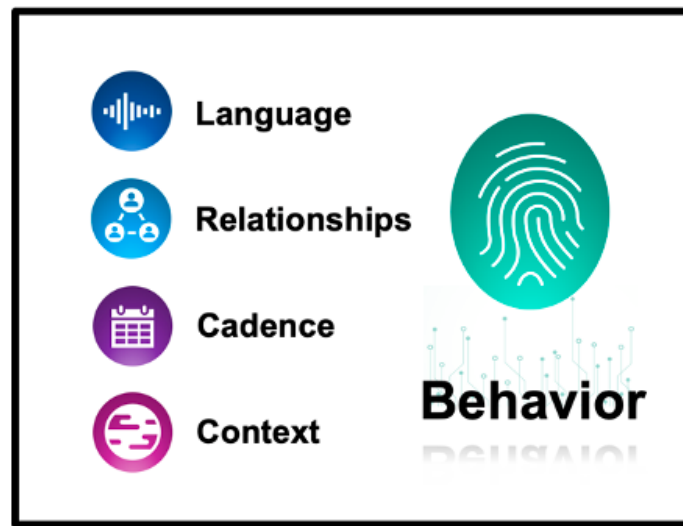 Language
Relationships
Cadence
Context
Behavior